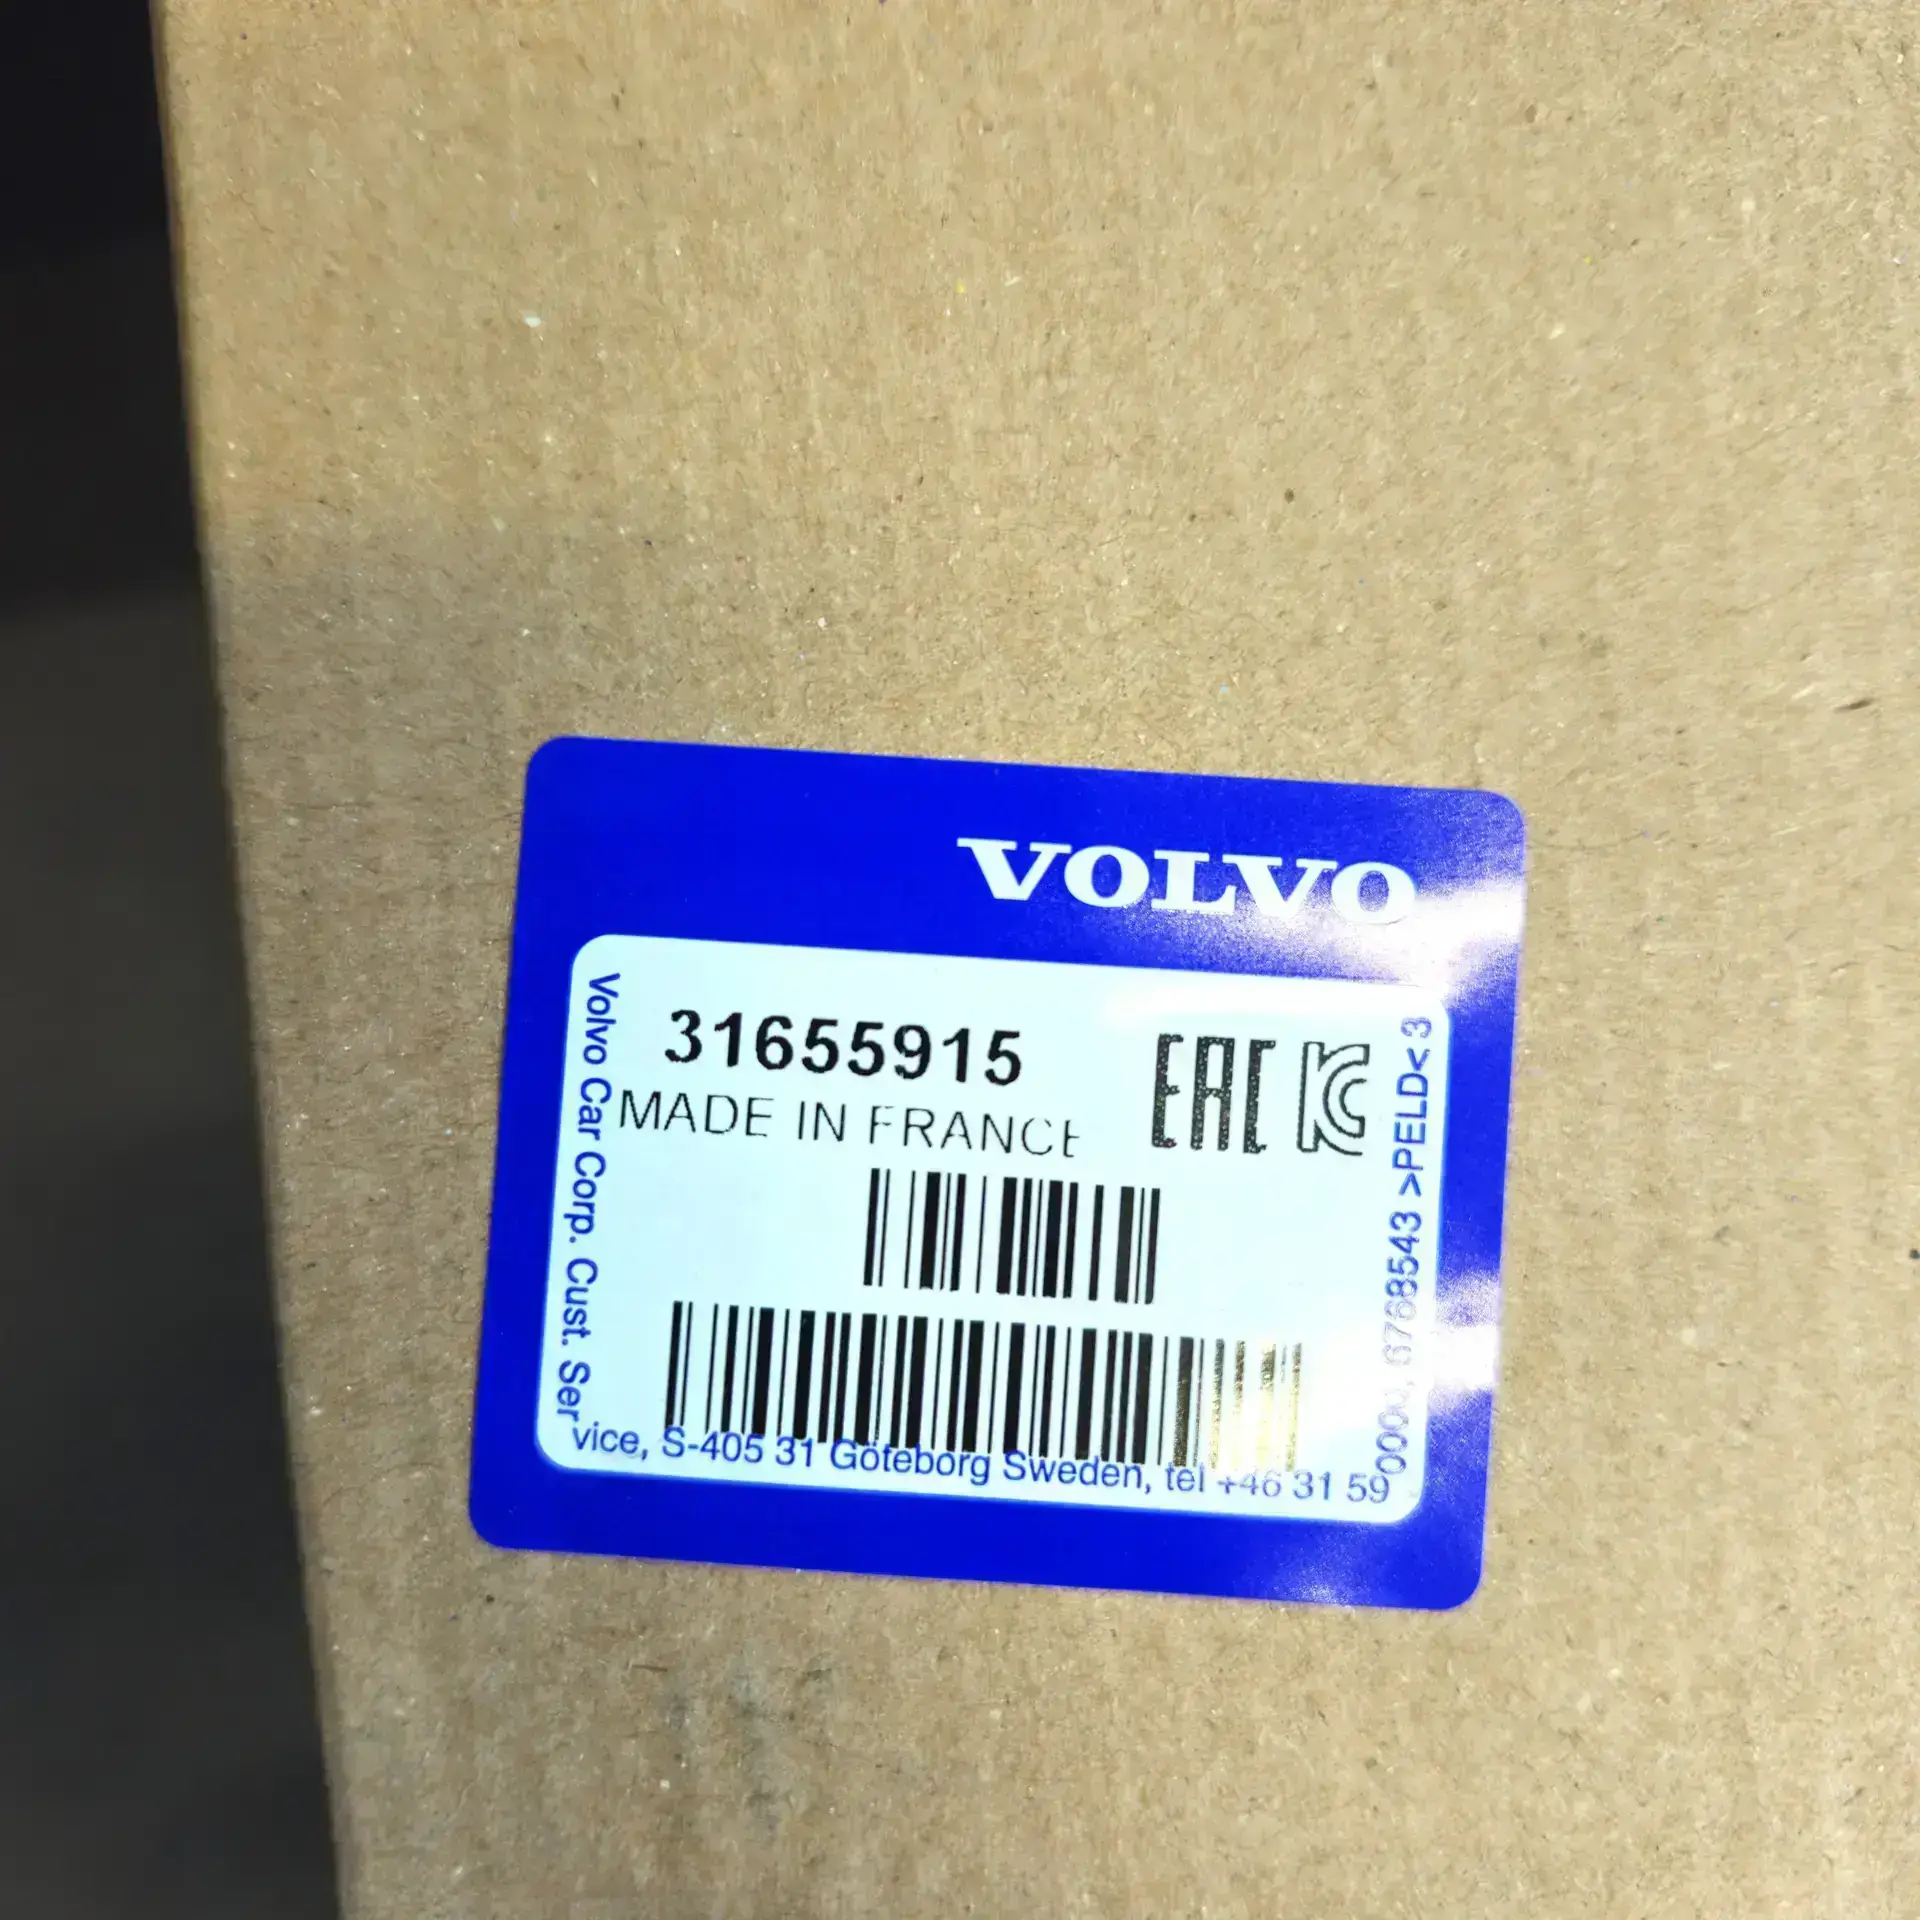 VOLVO
31655915
EAC
MADE IN FRANCE
Volvo Car Corp. Cust. Service, S-405 31 Göteborg Sweden, tel +46 31 59
6768543 >PELD< 3